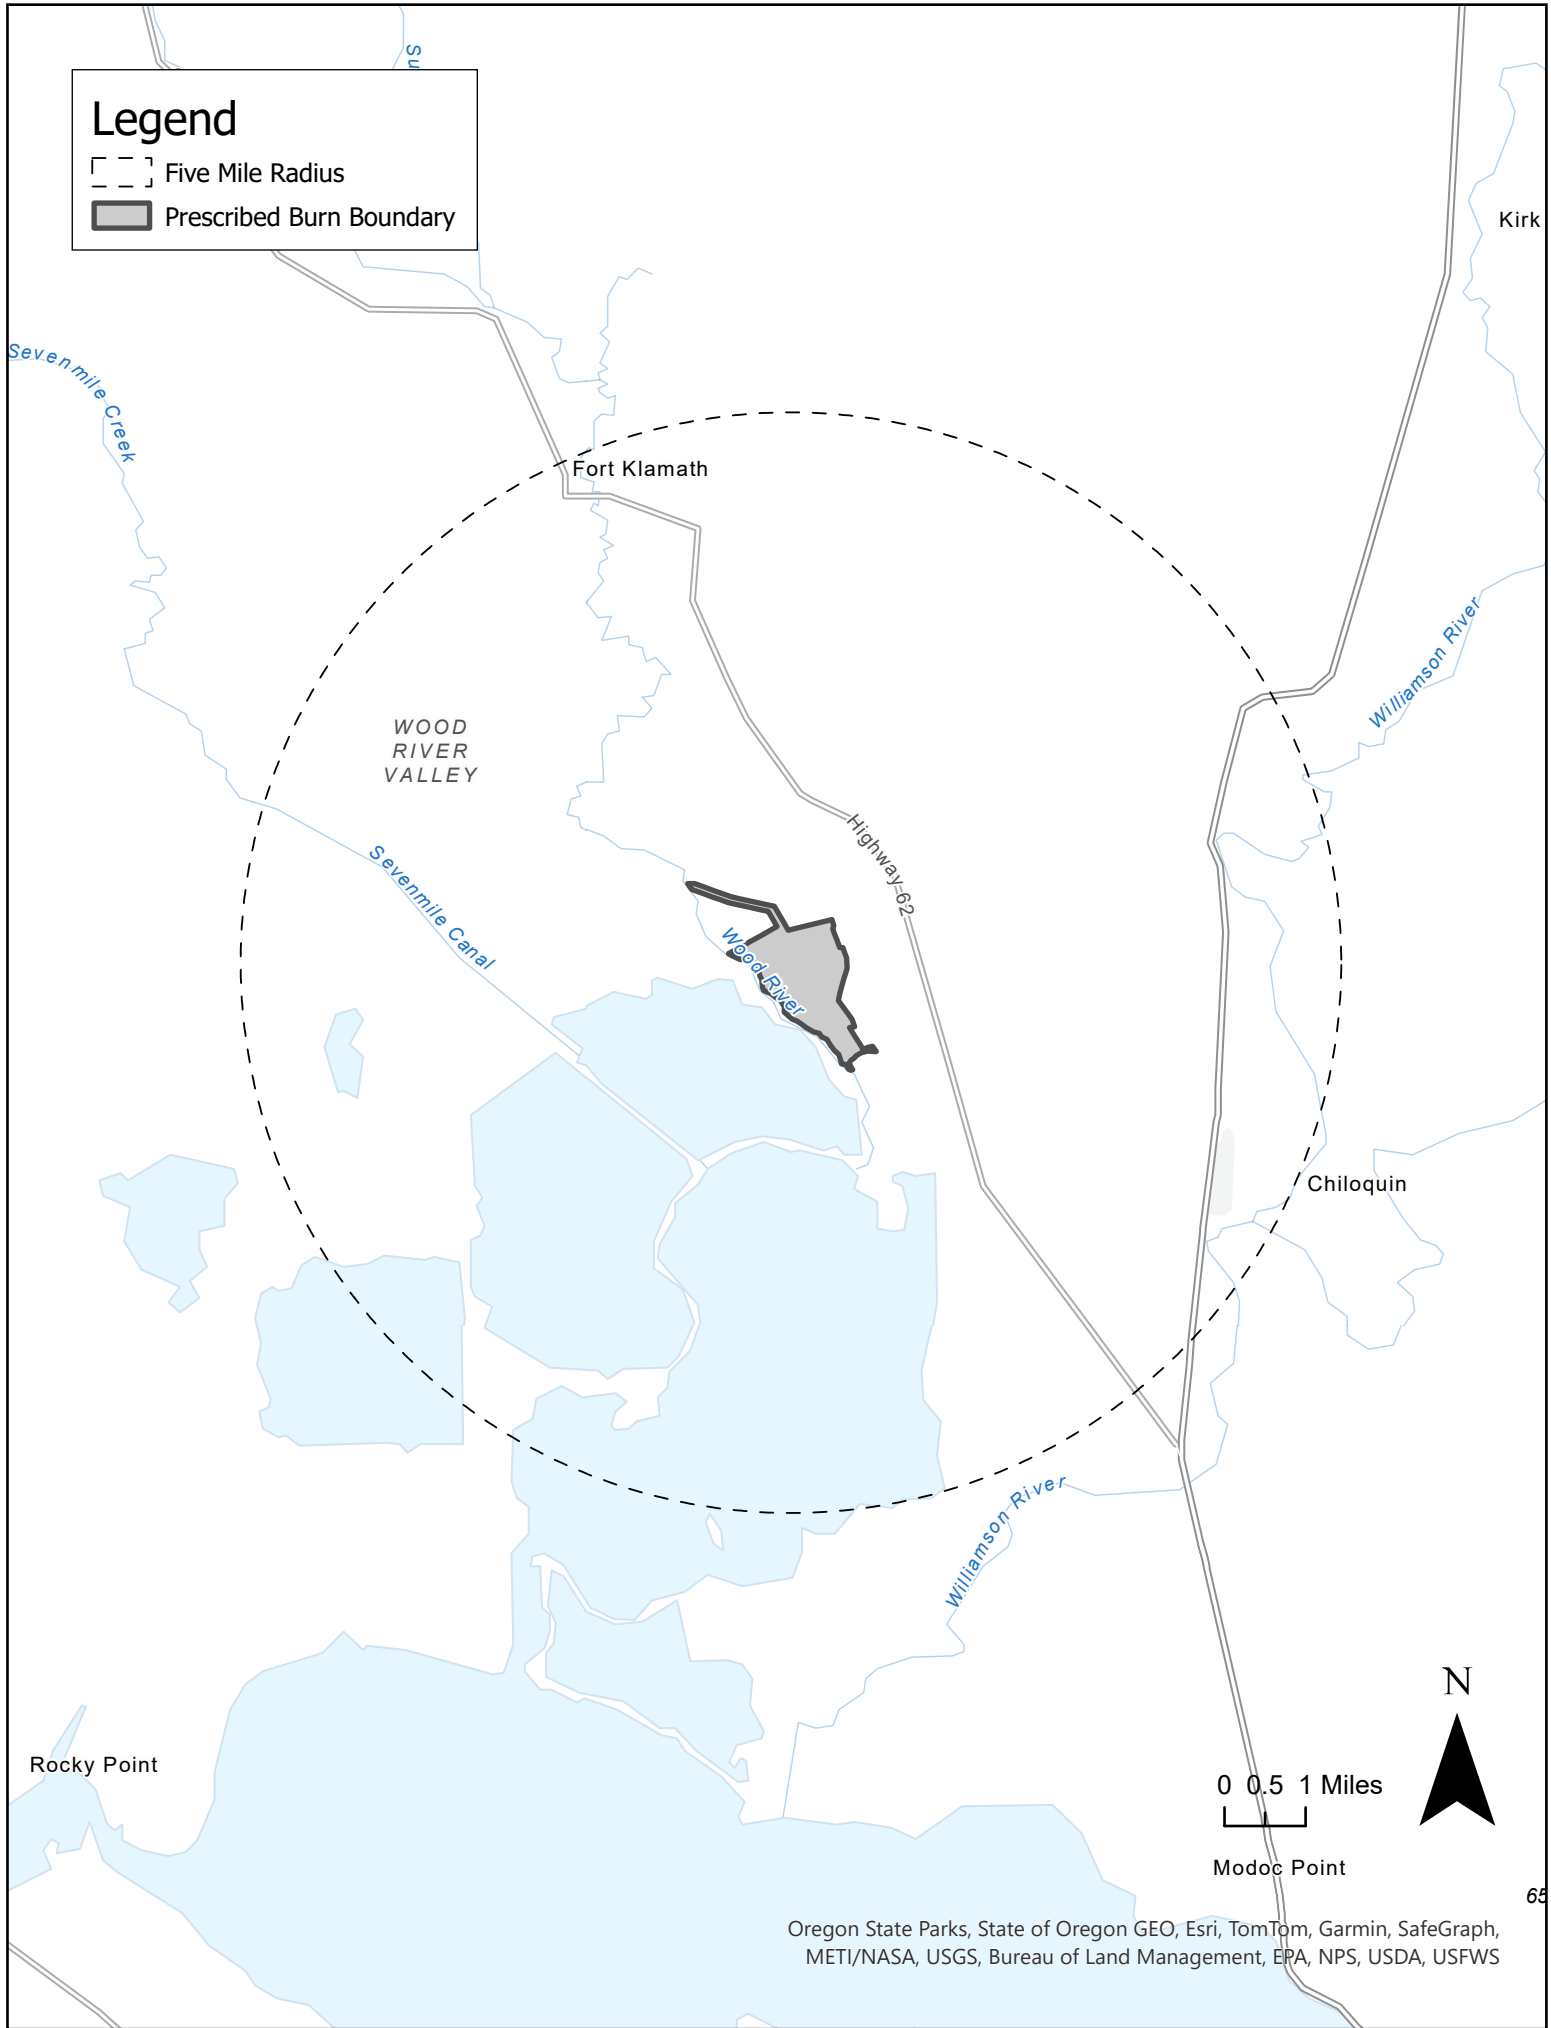 Su
Legend
Five Mile Radius
Prescribed Burn Boundary
Kirk
Sevenmile Creek
Fort Klamath
Williamson River
WOOD
RIVER
VALLEY
Highway 62
Sevenmile Canal
Wood River
Chiloquin
Williamson River
N
Rocky Point
0 0.5 1 Miles
Modoc Point
65
Oregon State Parks, State of Oregon GEO, Esri, TomTom, Garmin, SafeGraph,
METI/NASA, USGS, Bureau of Land Management, EPA, NPS, USDA, USFWS